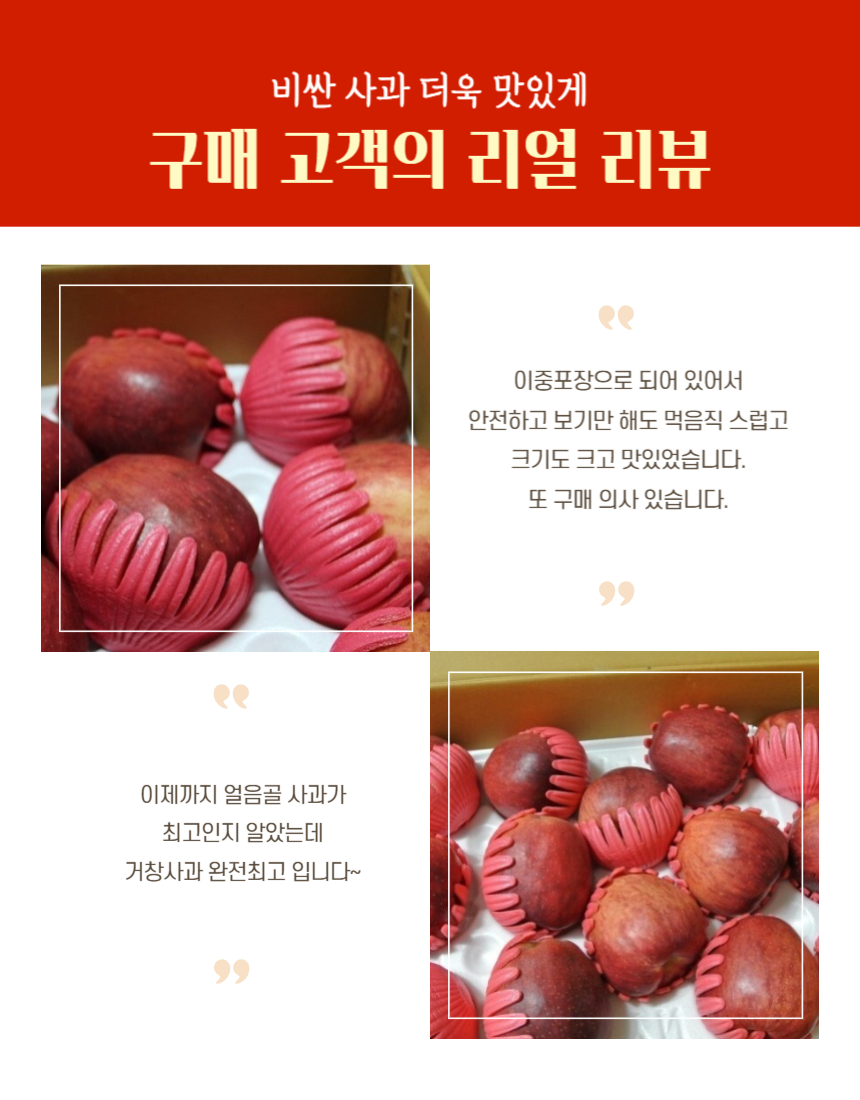 비싼 사과 더욱 맛있게
구매 고객의 리얼 리뷰
이중포장으로 되어 있어서
안전하고 보기만 해도 먹음직 스럽고
크기도 크고 맛있었습니다.
또 구매 의사 있습니다.
이제까지 얼음골 사과가
최고인지 알았는데
거창사과 완전최고 입니다~